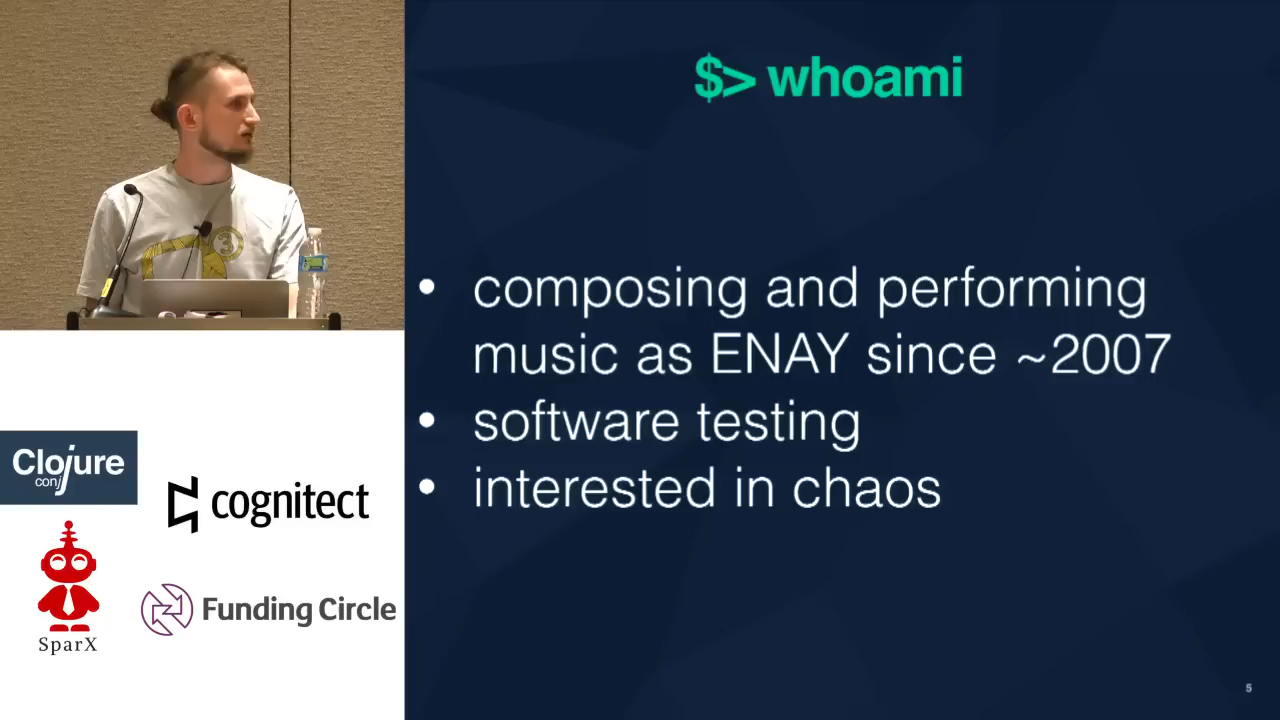 $> whoami
• composing and performing
music as ENAY since ~2007
• software testing
• interested in chaos
5
3
Clojure
conj
cognitect
SparX
Funding Circle